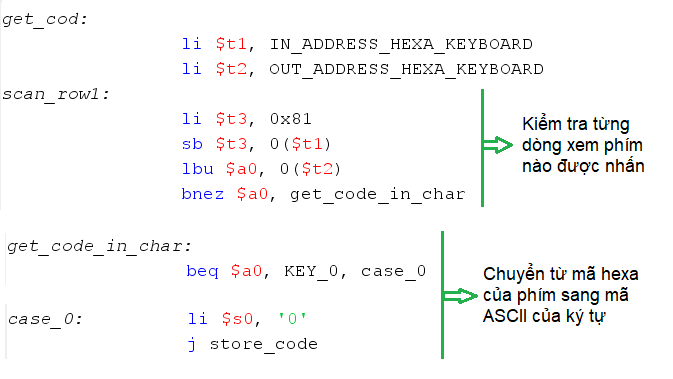 get_cod:
li $t1, IN_ADDRESS_HEXA_KEYBOARD
li $t2, OUT_ADDRESS_HEXA_KEYBOARD
scan_row1:
li $t3, 0x81
sb $t3, 0($t1)
lbu $a0, 0($t2)
bnez $a0, get_code_in_char
Kiểm tra từng
dòng xem phím
nào được nhấn
get_code_in_char:
beq $a0, KEY_0, case_0
case_0: li $s0, '0'
j store_code
Chuyển từ mã hexa
của phím sang mã
ASCII của ký tự